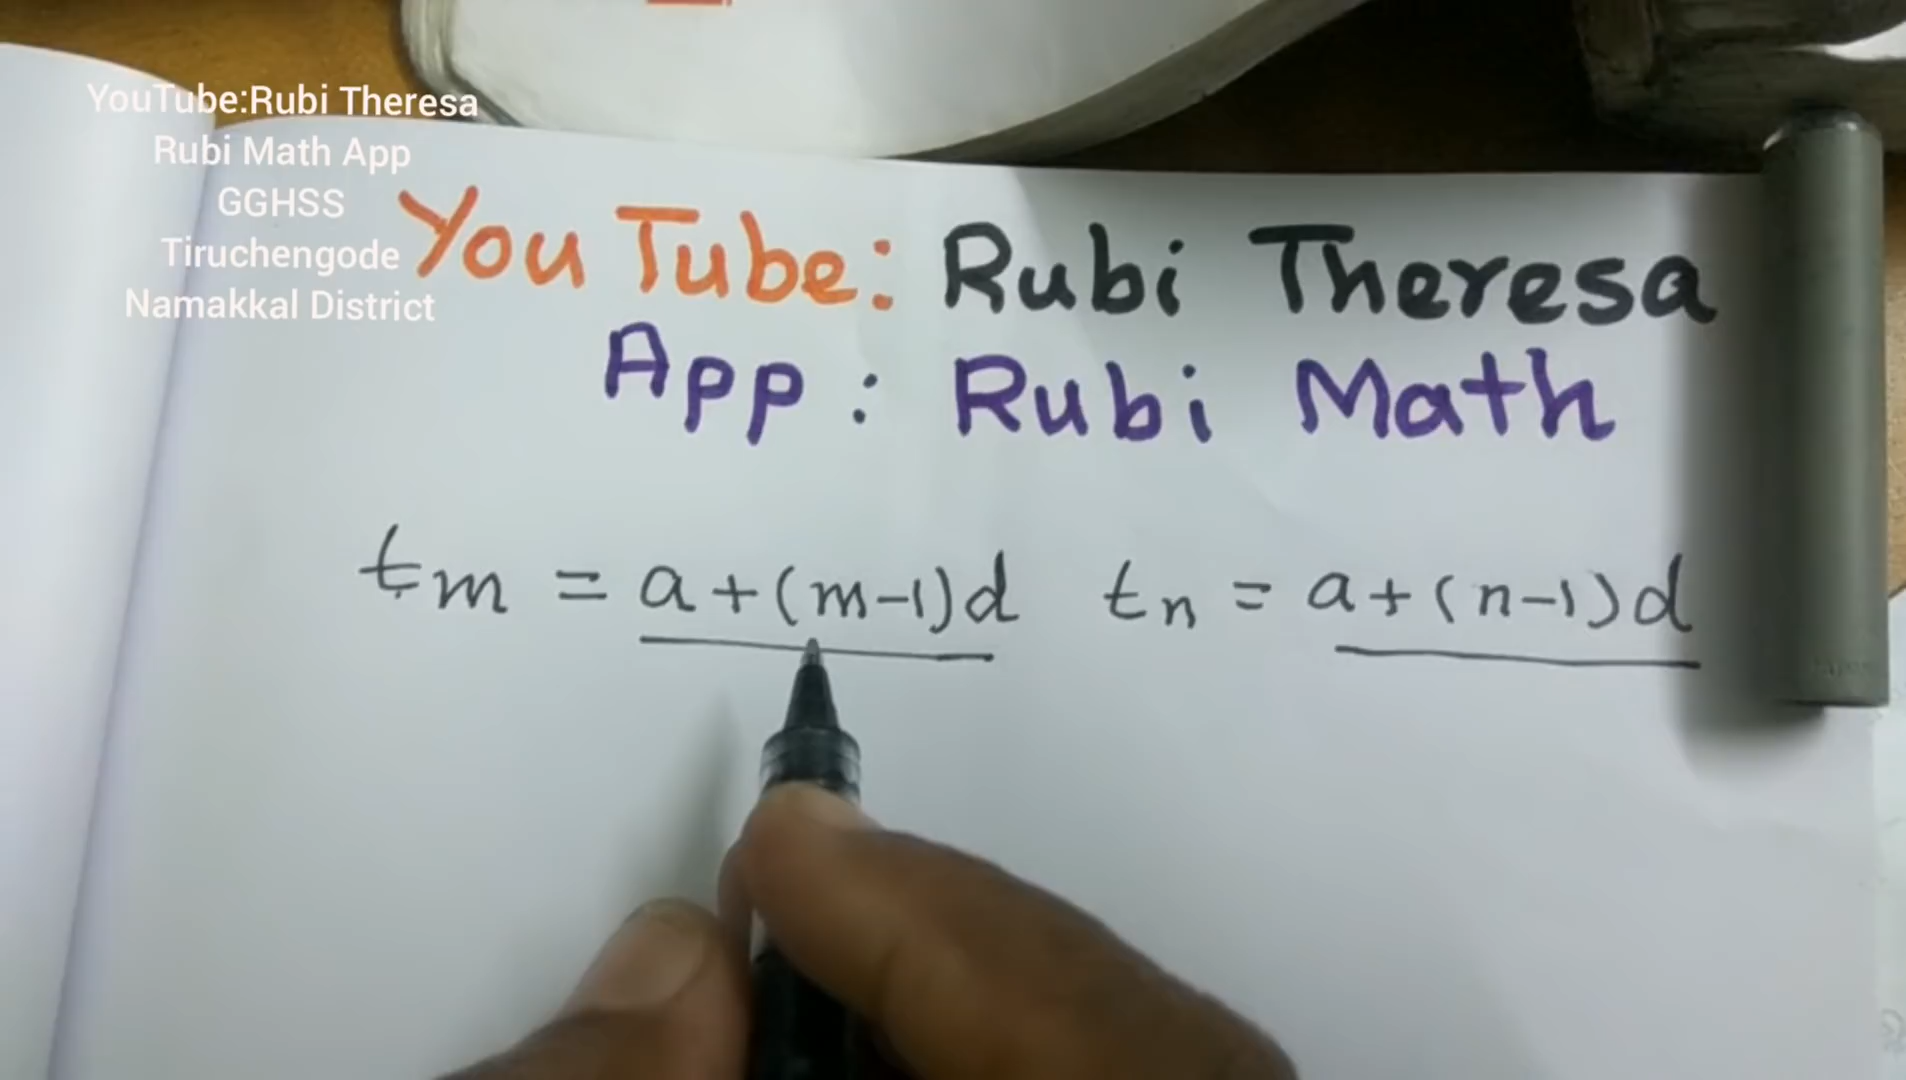 YouTube:Rubi Theresa
Rubi Math App
GGHSS
Tiruchengode
Namakkal District
YouTube: Rubi Theresa
App: Rubi Math
tm = a+(m-1)d tn = a+(n-1)d